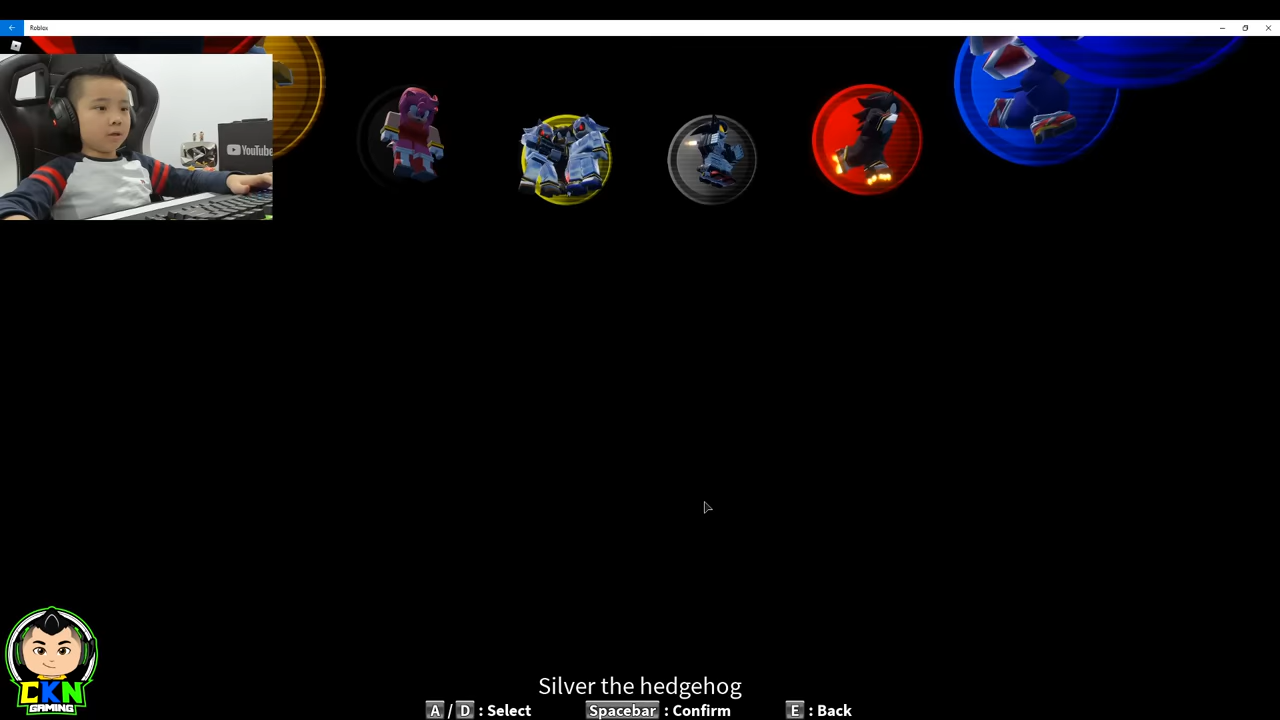 Roblox
YouTube
Silver the hedgehog
A / D : Select Spacebar : Confirm E : Back
CKN
GAMING